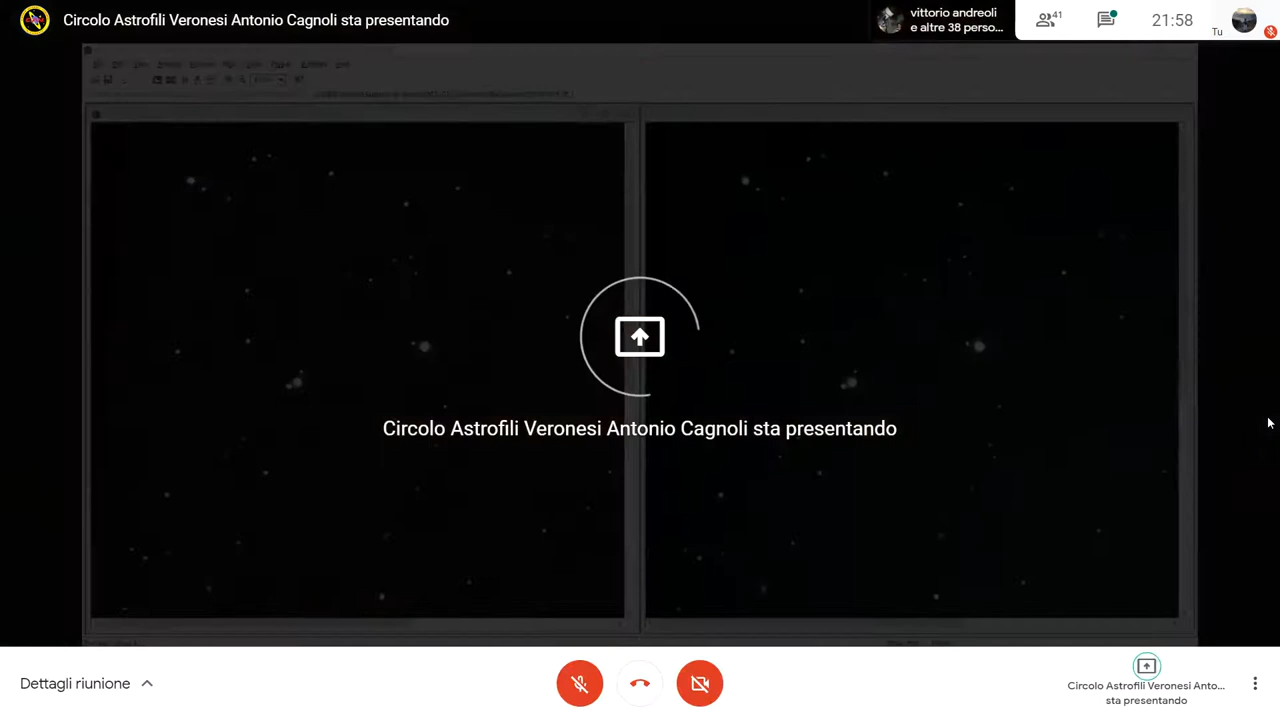 Circolo Astrofili Veronesi Antonio Cagnoli sta presentando
vittorio andreoli
e altre 38 perso...
41
21:58
Tu
Circolo Astrofili Veronesi Antonio Cagnoli sta presentando
Dettagli riunione
Circolo Astrofili Veronesi Anto...
sta presentando